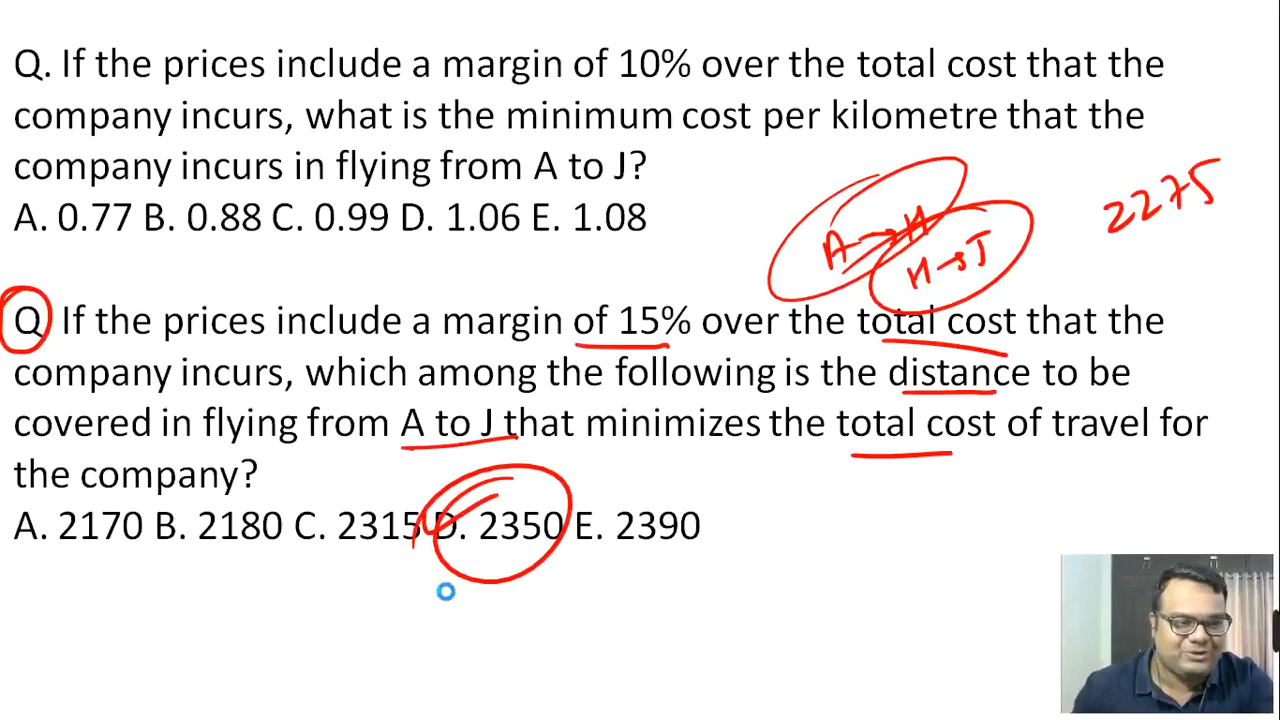 Q. If the prices include a margin of 10% over the total cost that the
company incurs, what is the minimum cost per kilometre that the
company incurs in flying from A to J?
A. 0.77 B. 0.88 C. 0.99 D. 1.06 E. 1.08
A → H
H → J
2275
Q. If the prices include a margin of 15% over the total cost that the
company incurs, which among the following is the distance to be
covered in flying from A to J that minimizes the total cost of travel for
the company?
A. 2170 B. 2180 C. 2315 D. 2350 E. 2390